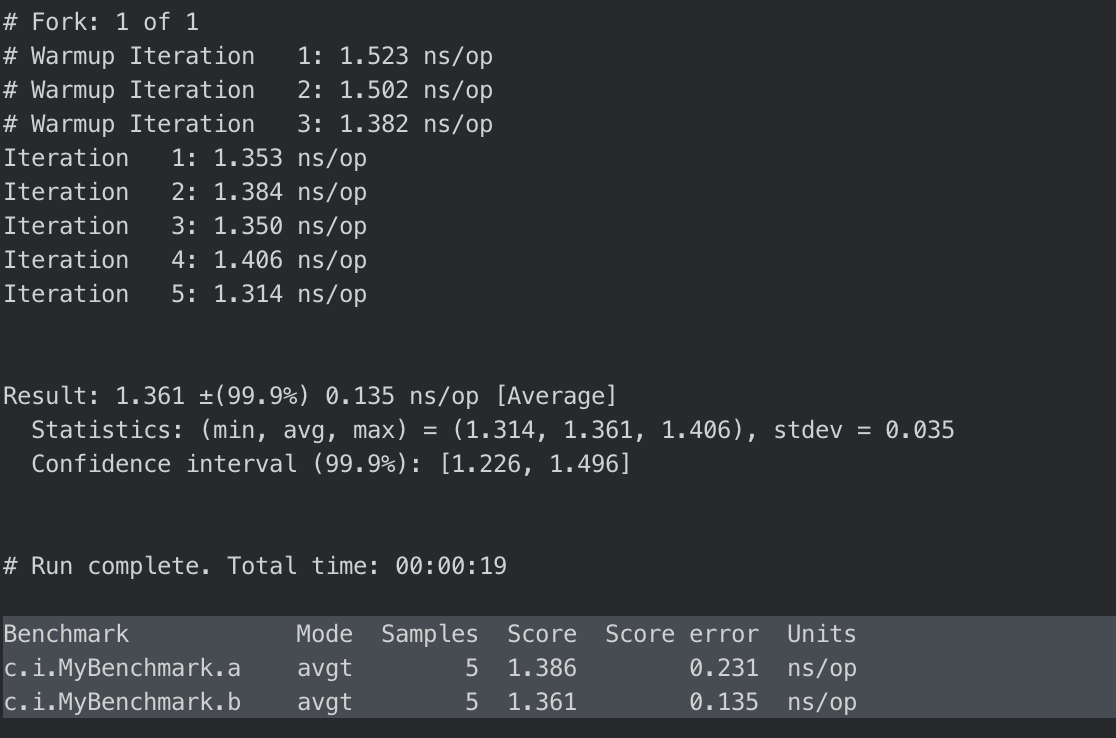 # Fork: 1 of 1
# Warmup Iteration   1: 1.523 ns/op
# Warmup Iteration   2: 1.502 ns/op
# Warmup Iteration   3: 1.382 ns/op
Iteration   1: 1.353 ns/op
Iteration   2: 1.384 ns/op
Iteration   3: 1.350 ns/op
Iteration   4: 1.406 ns/op
Iteration   5: 1.314 ns/op
Result: 1.361 ±(99.9%) 0.135 ns/op [Average]
  Statistics: (min, avg, max) = (1.314, 1.361, 1.406), stdev = 0.035
  Confidence interval (99.9%): [1.226, 1.496]
# Run complete. Total time: 00:00:19
Benchmark            Mode  Samples  Score  Score error  Units
c.i.MyBenchmark.a    avgt        5  1.386        0.231  ns/op
c.i.MyBenchmark.b    avgt        5  1.361        0.135  ns/op